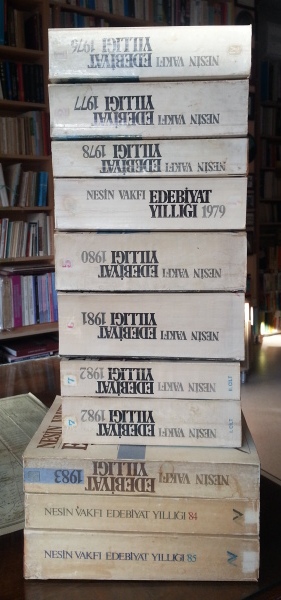 NESİN VAKFI EDEBİYAT
YILLIĞI 1976
NESİN VAKFI EDEBİYAT
YILLIĞI 1977
NESİN VAKFI EDEBİYAT
YILLIĞI 1978
NESİN VAKFI EDEBİYAT
YILLIĞI 1979
NESİN VAKFI EDEBİYAT
YILLIĞI 1980
NESİN VAKFI EDEBİYAT
YILLIĞI 1981
NESİN VAKFI EDEBİYAT
YILLIĞI 1982
NESİN VAKFI EDEBİYAT
YILLIĞI 1982
NESİN VAKFI EDEBİYAT
YILLIĞI 1983
NESİN VAKFI EDEBİYAT YILLIĞI 84
NESİN VAKFI EDEBİYAT YILLIĞI 85